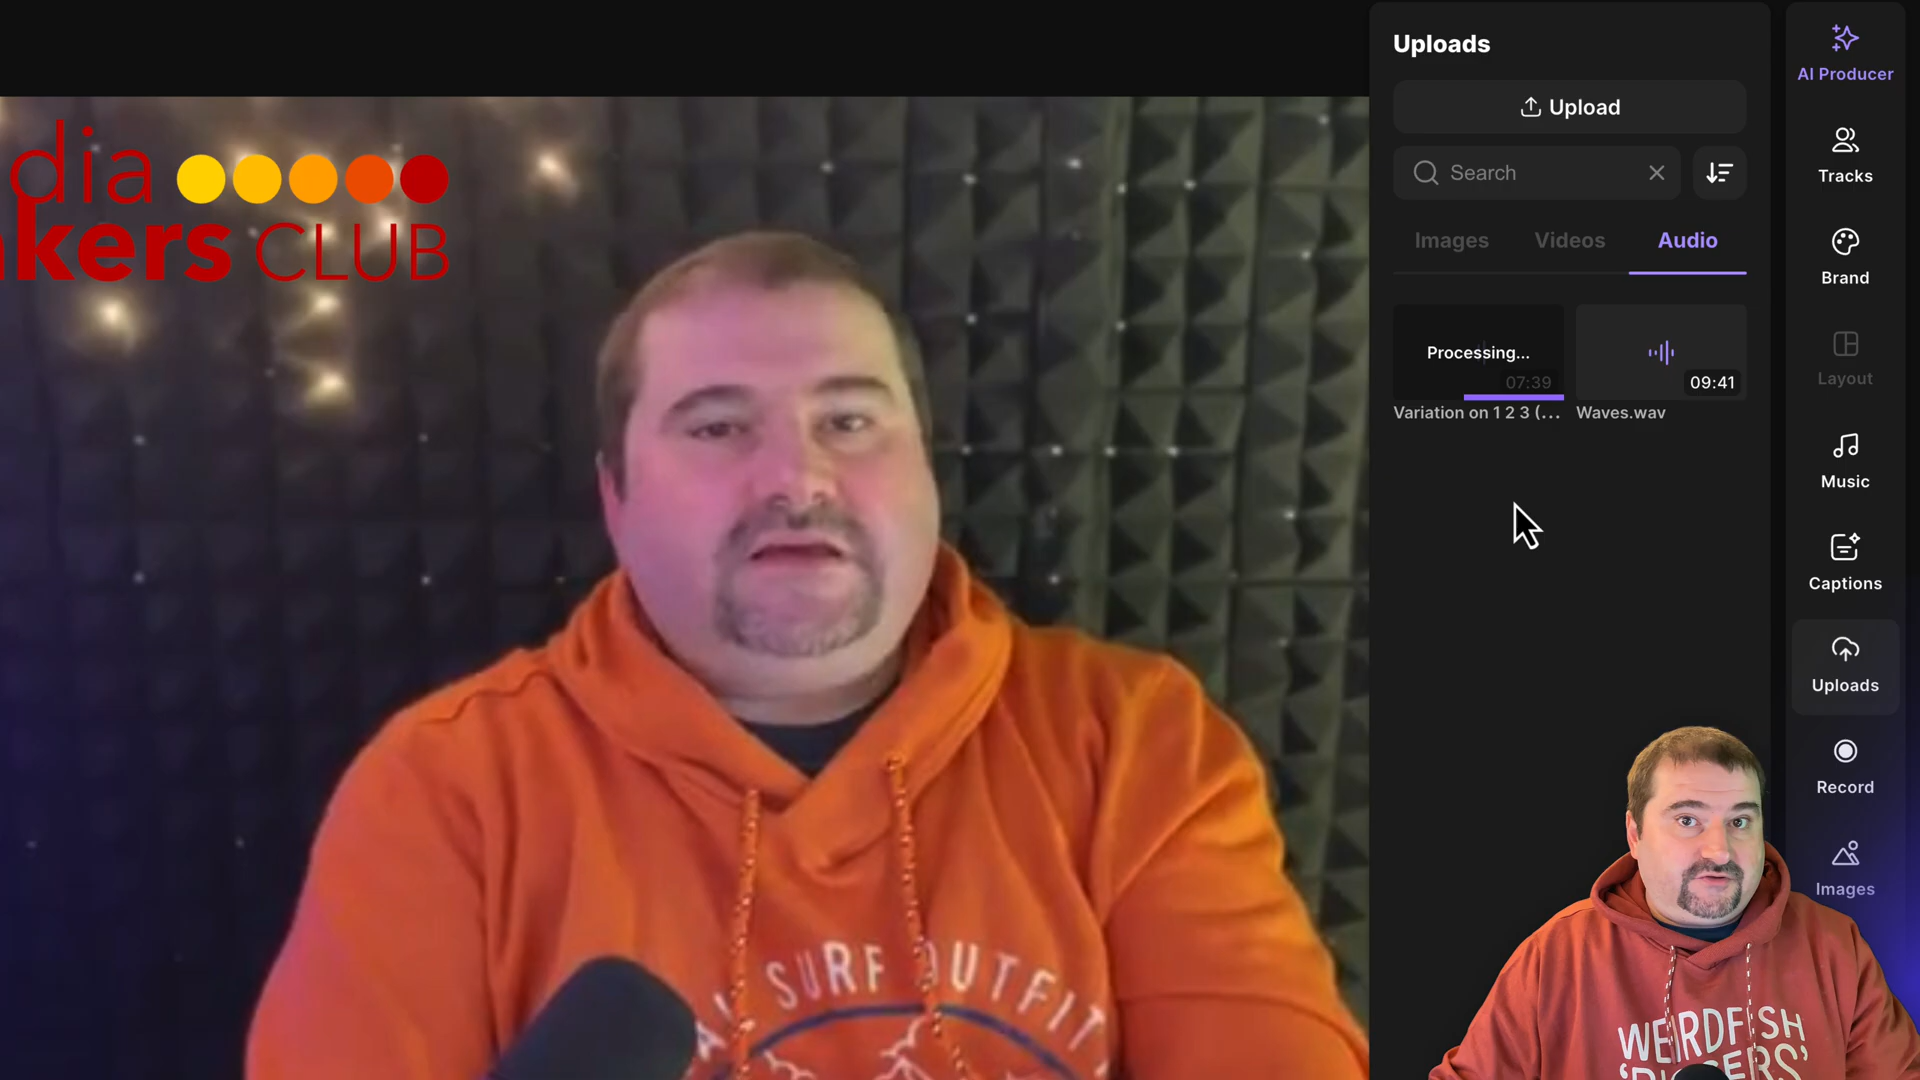 dia
kers CLUB
SURF OUTFIT
Uploads
Upload
Search
Images Videos Audio
Processing...
07:39
09:41
Variation on 1 2 3 (...
Waves.wav
AI Producer
Tracks
Brand
Layout
Music
Captions
Uploads
Record
Images
WEIRDFISH